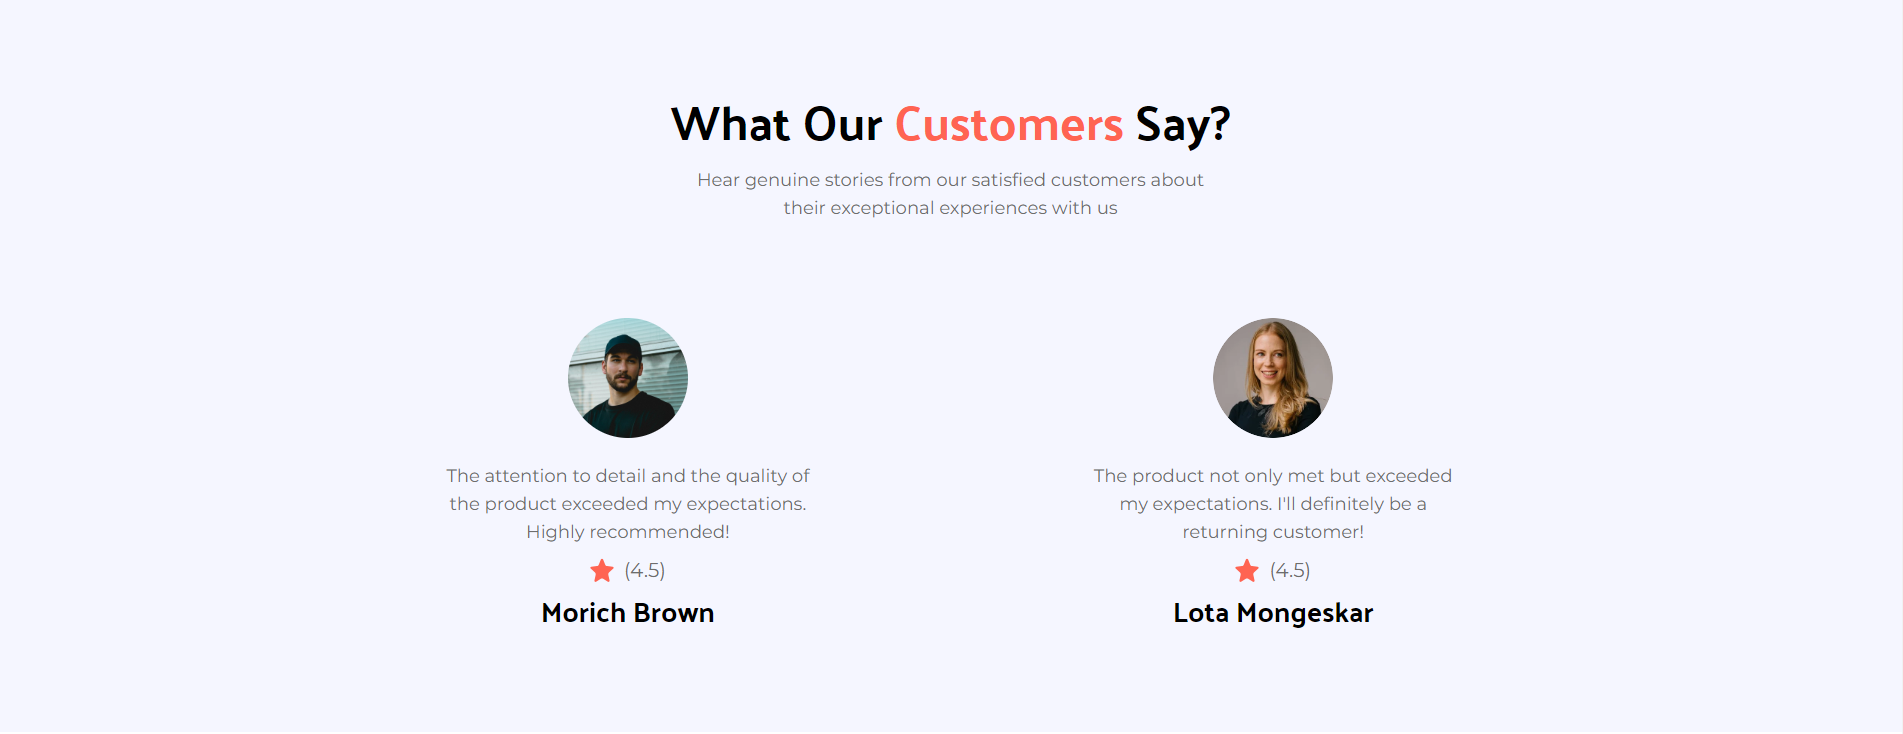 What Our Customers Say?
Hear genuine stories from our satisfied customers about
their exceptional experiences with us
The attention to detail and the quality of
the product exceeded my expectations.
Highly recommended!
(4.5)
Morich Brown
The product not only met but exceeded
my expectations. I'll definitely be a
returning customer!
(4.5)
Lota Mongeskar